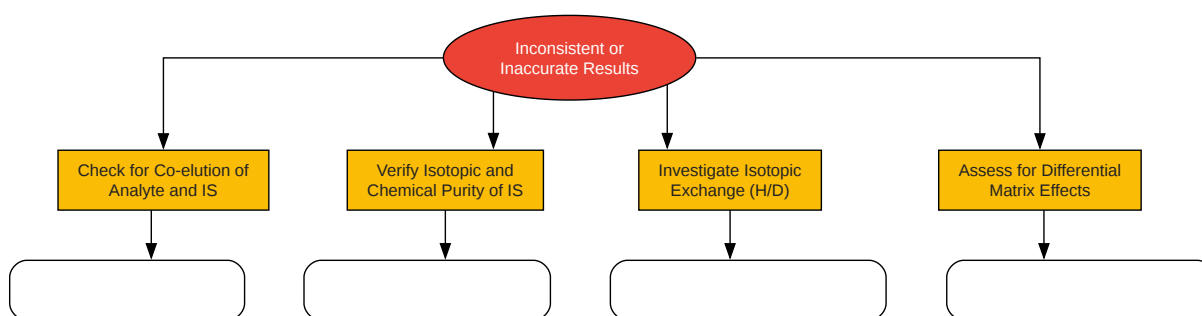 Inconsistent or
Inaccurate Results
Check for Co-elution of
Analyte and IS
Verify Isotopic and
Chemical Purity of IS
Investigate Isotopic
Exchange (H/D)
Assess for Differential
Matrix Effects